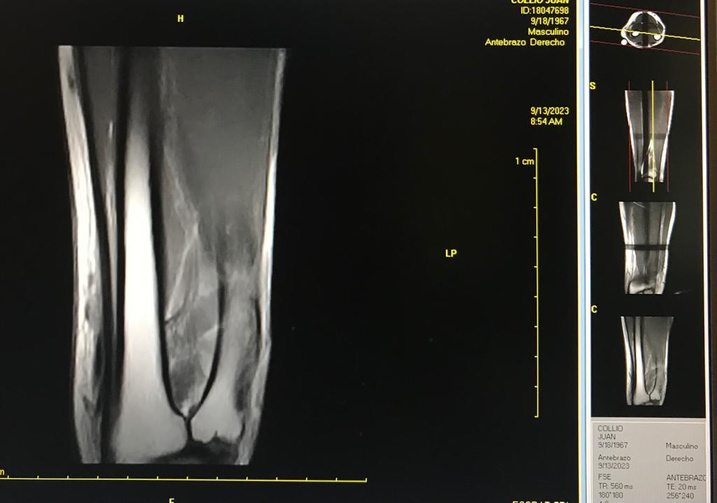 H
COLLIO JUAN
ID:18047698
9/18/1967
Masculino
Antebrazo Derecho
9/13/2023
8:54 AM
1 cm
LP
S
C
C
COLLIO
JUAN
9/18/1967 Masculino
Antebrazo Derecho
9/13/2023
FSE
TR: 560 ms TE: 20 ms
180*180 256*240